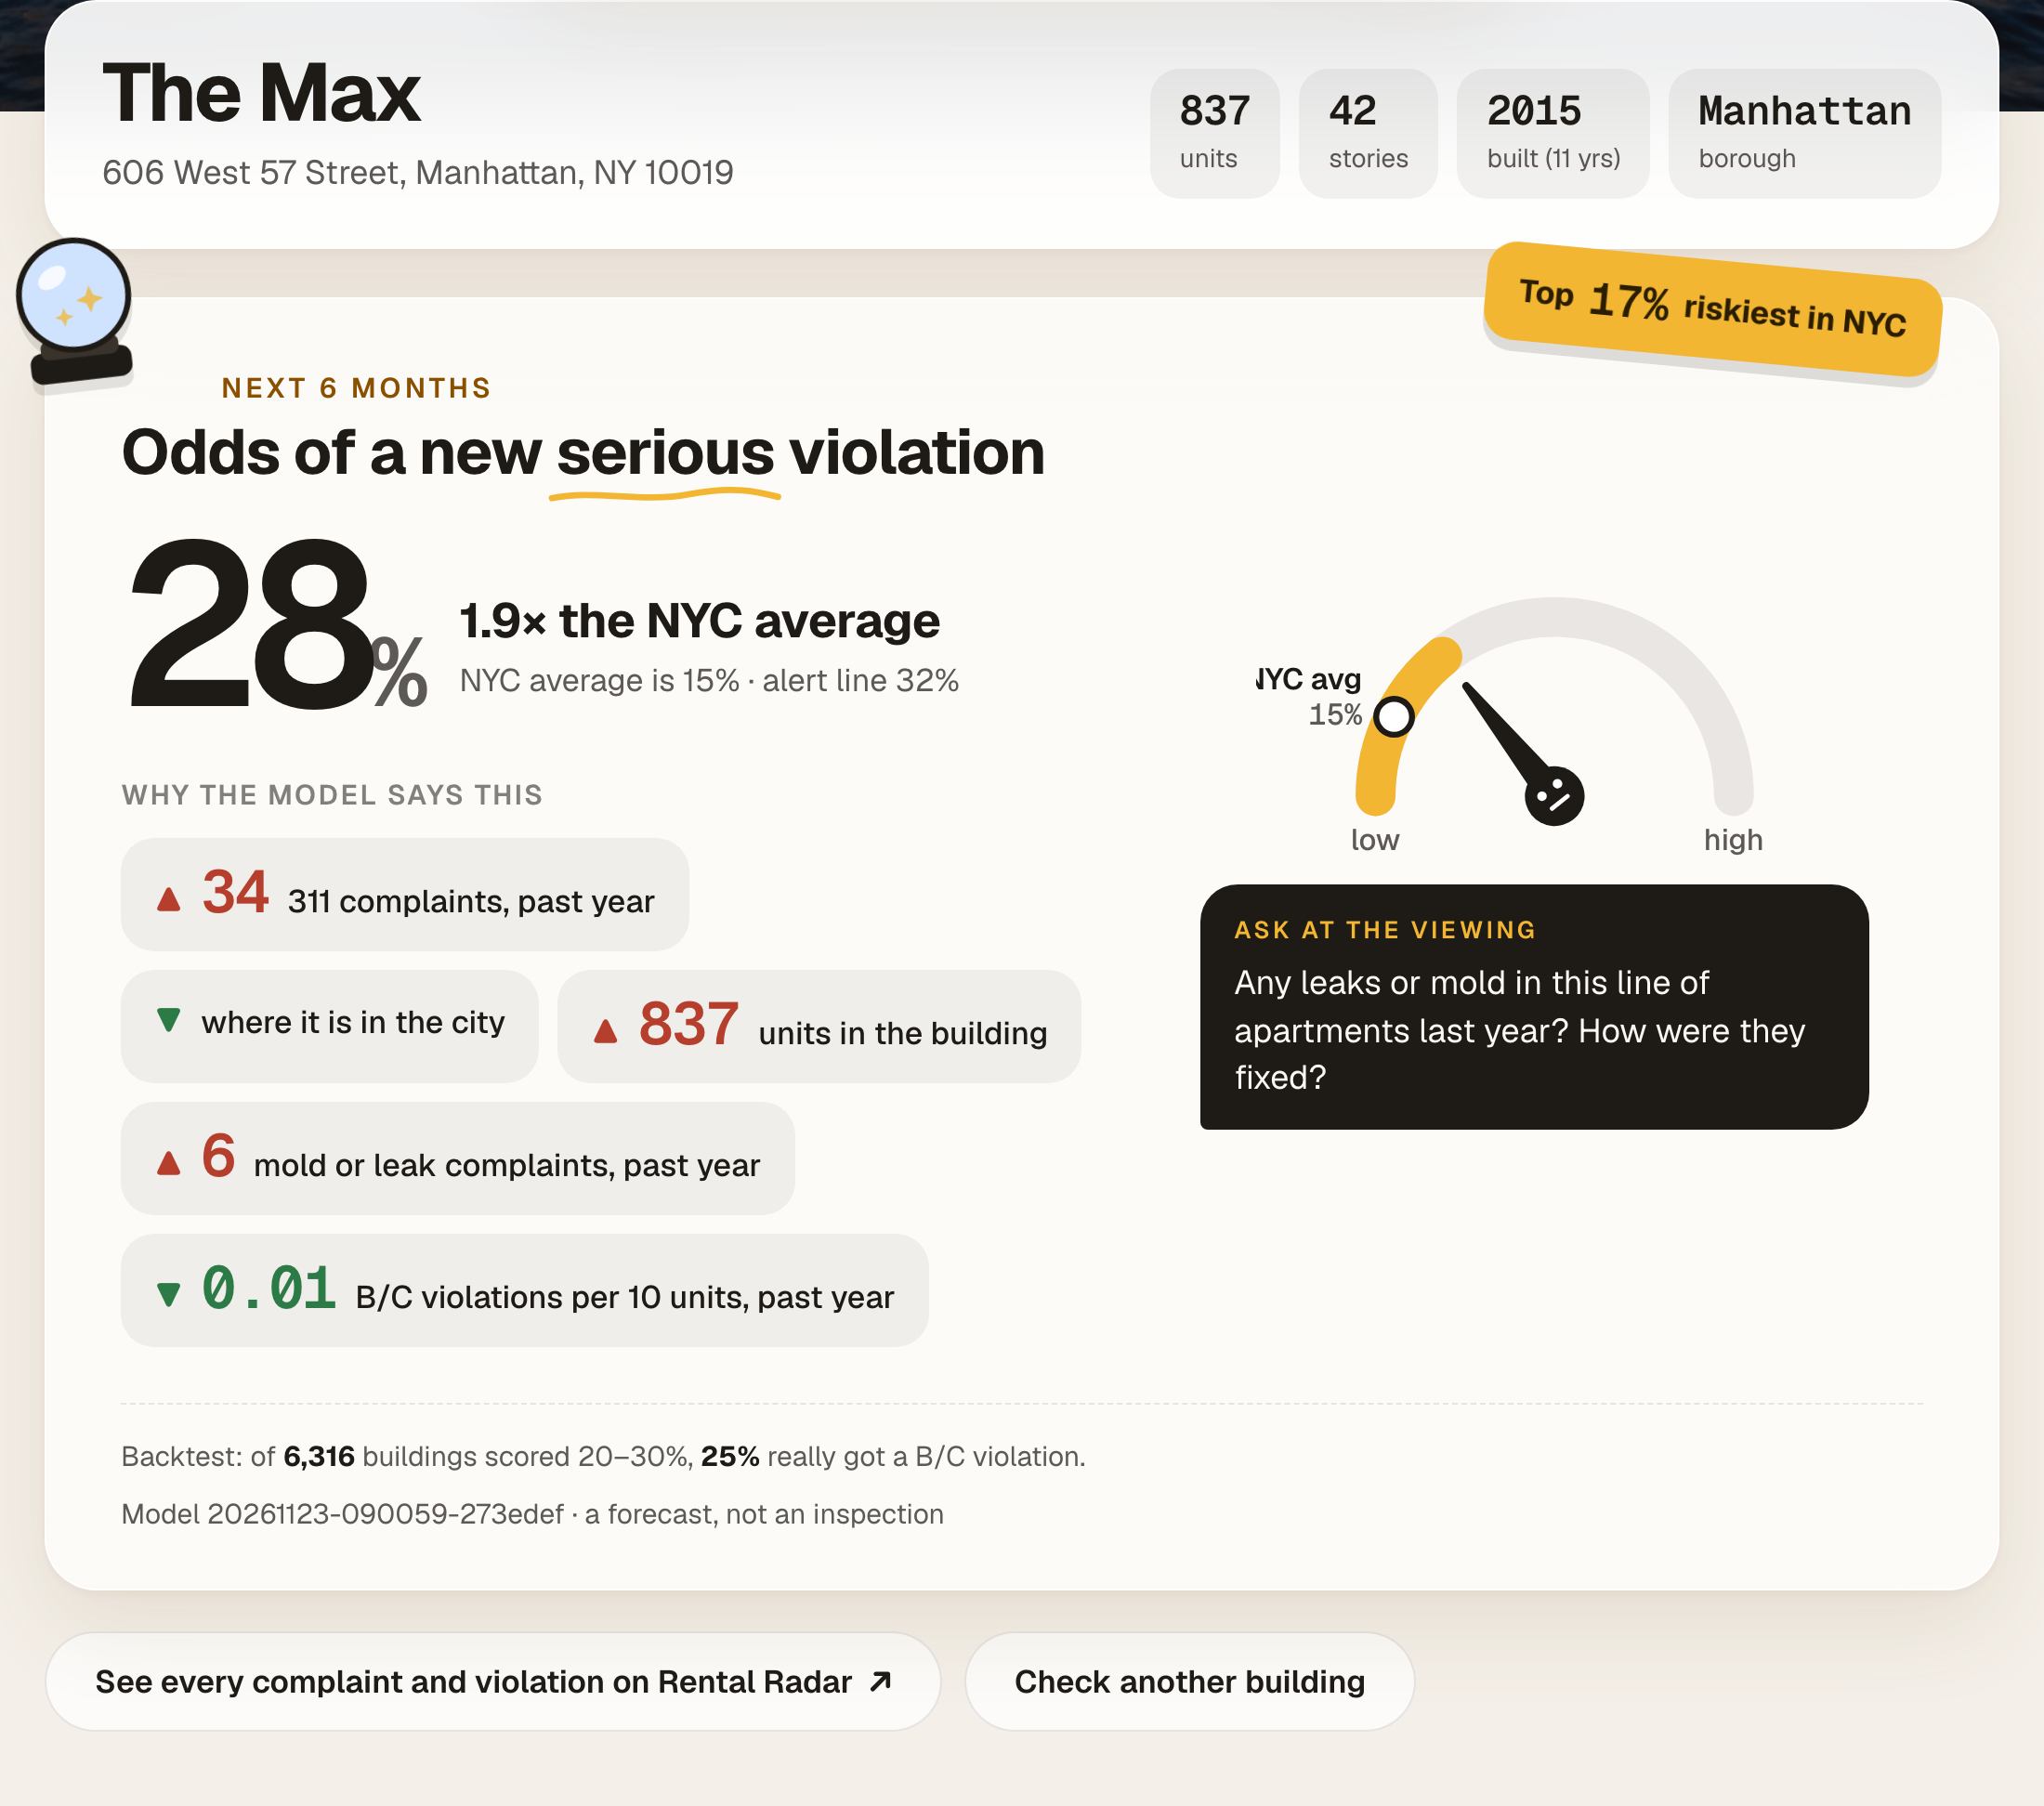 The Max
606 West 57 Street, Manhattan, NY 10019
837
units
42
stories
2015
built (11 yrs)
Manhattan
borough
Top 17% riskiest in NYC
NEXT 6 MONTHS
Odds of a new serious violation
28%
1.9× the NYC average
NYC average is 15% · alert line 32%
WHY THE MODEL SAYS THIS
▲ 34 311 complaints, past year
▼ where it is in the city
▲ 837 units in the building
▲ 6 mold or leak complaints, past year
▼ 0.01 B/C violations per 10 units, past year
NYC avg
15%
low
high
ASK AT THE VIEWING
Any leaks or mold in this line of
apartments last year? How were they
fixed?
Backtest: of 6,316 buildings scored 20–30%, 25% really got a B/C violation.
Model 20261123-090059-273edef · a forecast, not an inspection
See every complaint and violation on Rental Radar ↗
Check another building